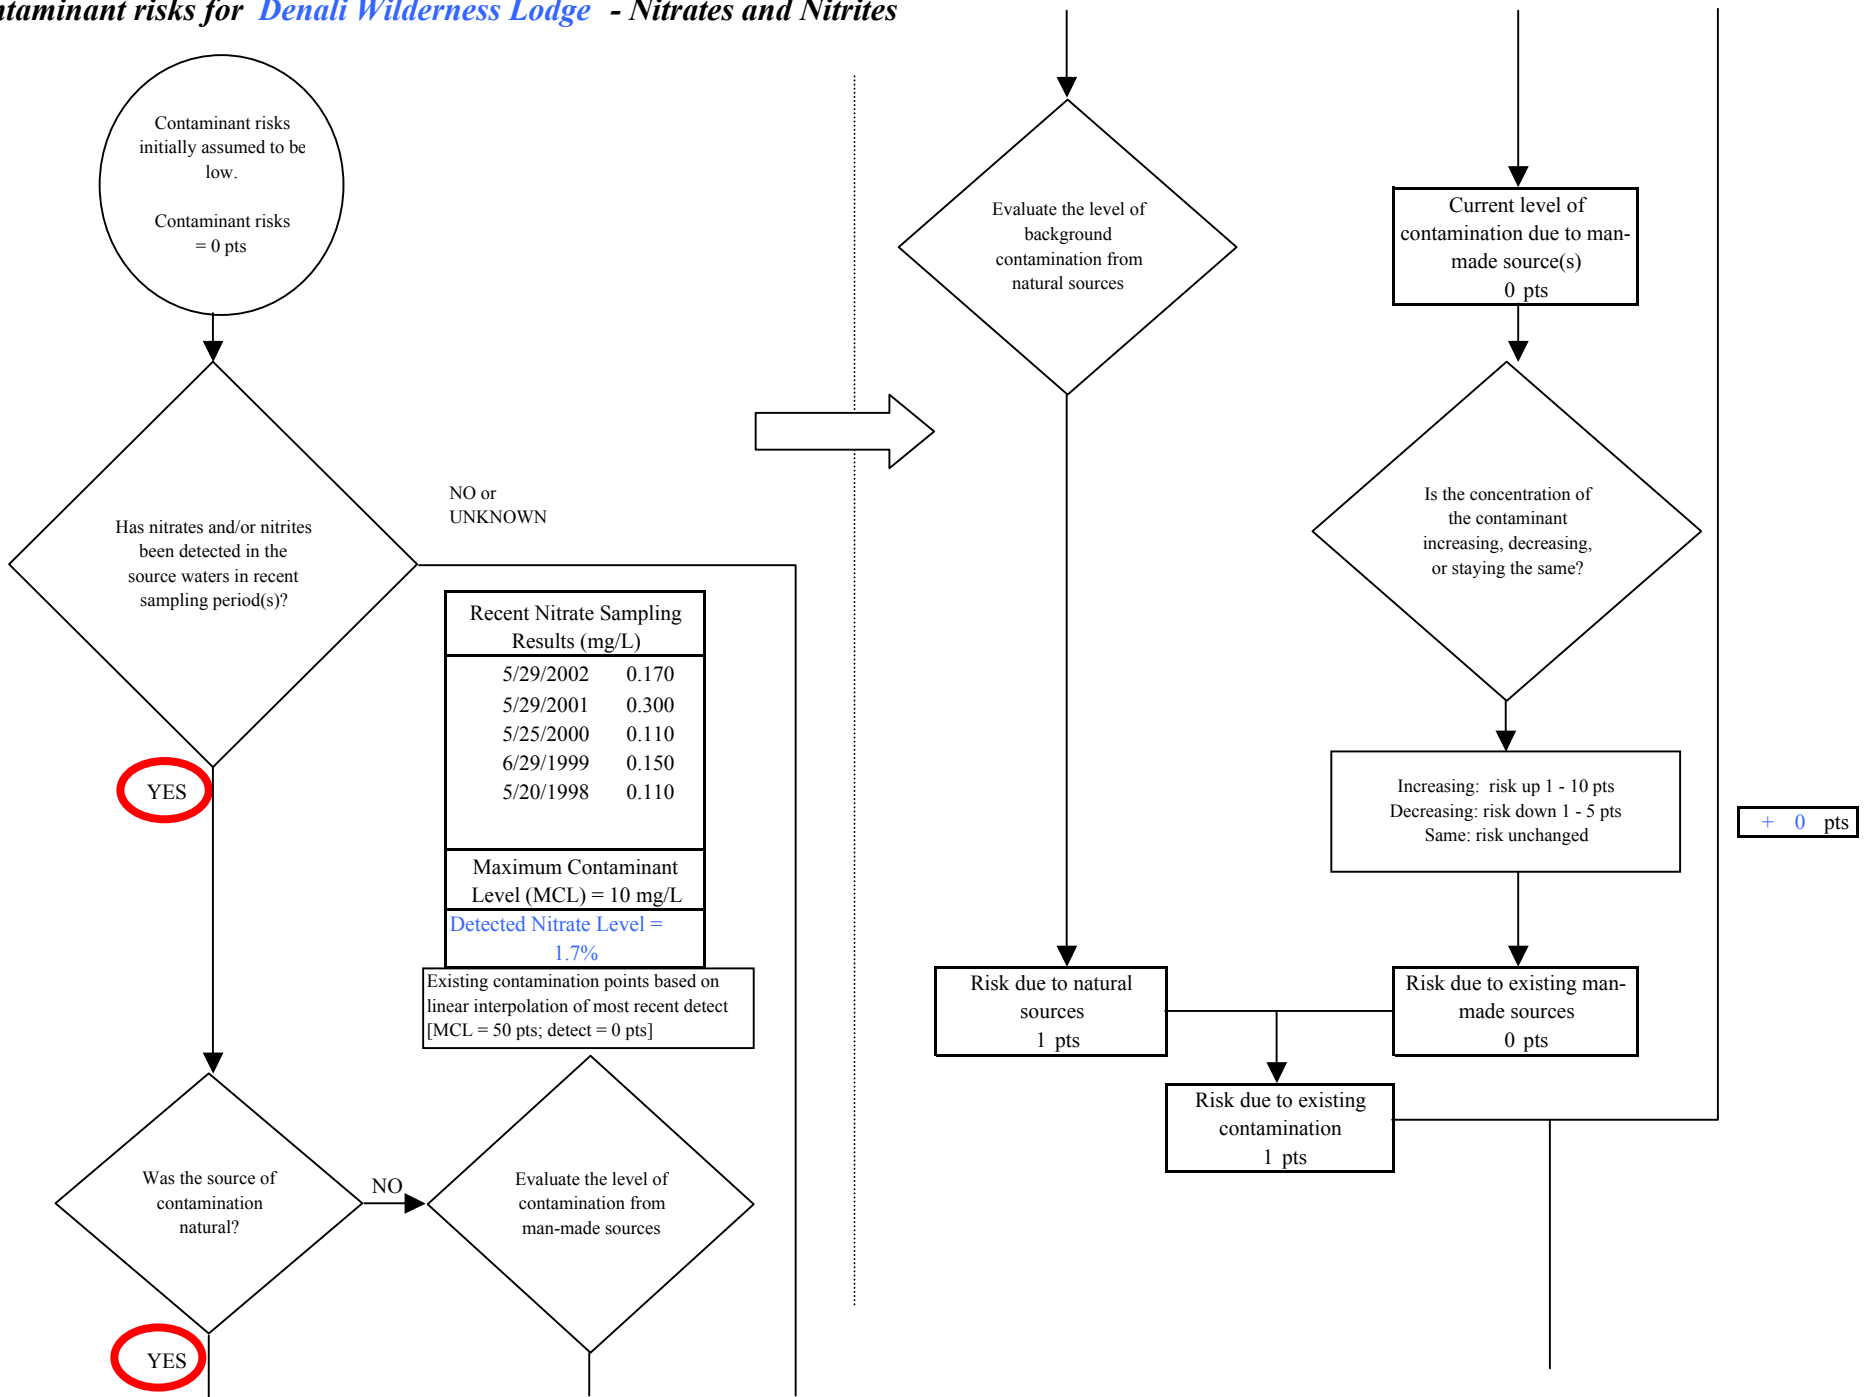 ntaminant risks for Denali Wilderness Lodge - Nitrates and Nitrites
Contaminant risks
initially assumed to be
low.
Contaminant risks
= 0 pts
Has nitrates and/or nitrites
been detected in the
source waters in recent
sampling period(s)?
NO or
UNKNOWN
YES
Recent Nitrate Sampling
Results (mg/L)
5/29/2002 0.170
5/29/2001 0.300
5/25/2000 0.110
6/29/1999 0.150
5/20/1998 0.110
Maximum Contaminant
Level (MCL) = 10 mg/L
Detected Nitrate Level =
1.7%
Existing contamination points based on
linear interpolation of most recent detect
[MCL = 50 pts; detect = 0 pts]
Was the source of
contamination
natural?
NO
Evaluate the level of
contamination from
man-made sources
YES
Evaluate the level of
background
contamination from
natural sources
Current level of
contamination due to man-
made source(s)
0 pts
Is the concentration of
the contaminant
increasing, decreasing,
or staying the same?
Increasing: risk up 1 - 10 pts
Decreasing: risk down 1 - 5 pts
Same: risk unchanged
+ 0 pts
Risk due to natural
sources
1 pts
Risk due to existing man-
made sources
0 pts
Risk due to existing
contamination
1 pts